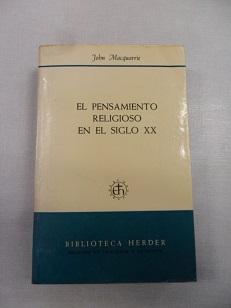 John Macquarrie
EL PENSAMIENTO
RELIGIOSO
EN EL SIGLO XX
BIBLIOTECA HERDER